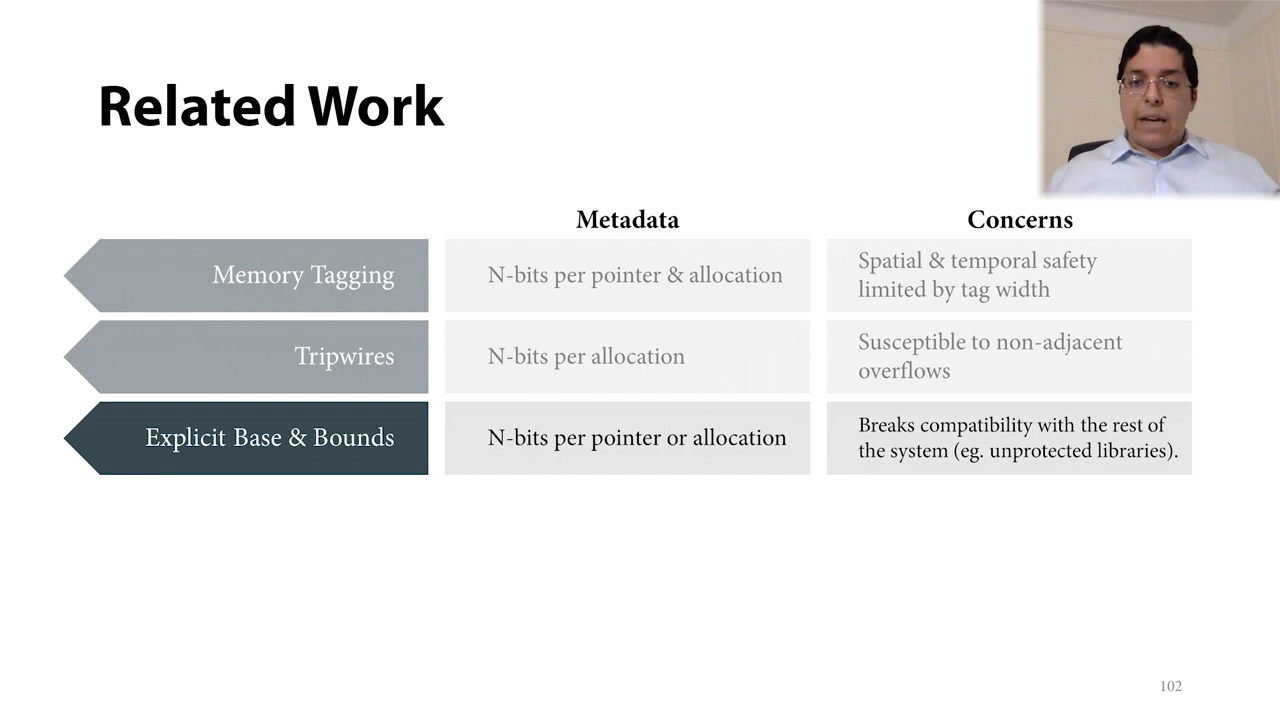 Related Work
Metadata
Concerns
Memory Tagging
N-bits per pointer & allocation
Spatial & temporal safety
limited by tag width
Tripwires
N-bits per allocation
Susceptible to non-adjacent
overflows
Explicit Base & Bounds
N-bits per pointer or allocation
Breaks compatibility with the rest of
the system (eg. unprotected libraries).
102